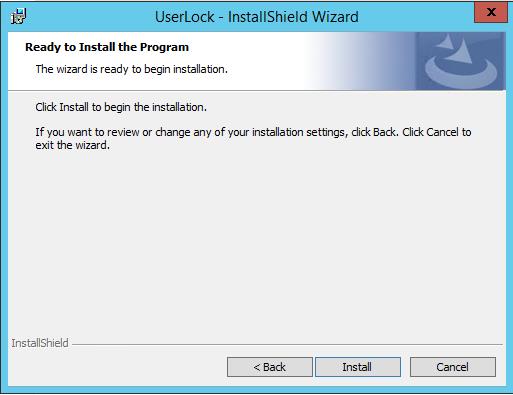 UserLock - InstallShield Wizard
x
Ready to Install the Program
The wizard is ready to begin installation.
Click Install to begin the installation.
If you want to review or change any of your installation settings, click Back. Click Cancel to
exit the wizard.
InstallShield
< Back Install Cancel